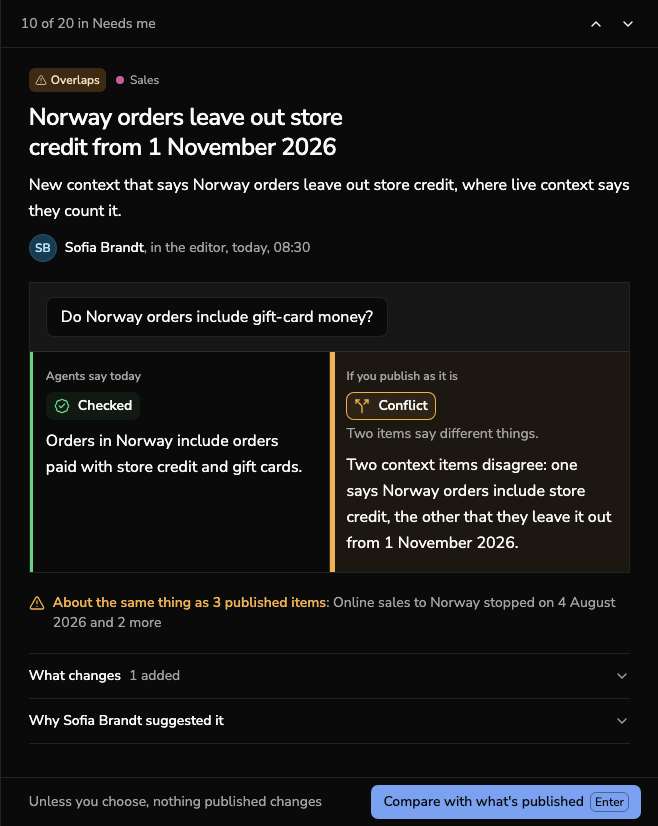 10 of 20 in Needs me
Overlaps
Sales
Norway orders leave out store
credit from 1 November 2026
New context that says Norway orders leave out store credit, where live context says
they count it.
SB
Sofia Brandt, in the editor, today, 08:30
Do Norway orders include gift-card money?
Agents say today
Checked
Orders in Norway include orders
paid with store credit and gift cards.
If you publish as it is
Conflict
Two items say different things.
Two context items disagree: one
says Norway orders include store
credit, the other that they leave it out
from 1 November 2026.
About the same thing as 3 published items: Online sales to Norway stopped on 4 August
2026 and 2 more
What changes 1 added
Why Sofia Brandt suggested it
Unless you choose, nothing published changes
Compare with what's published Enter